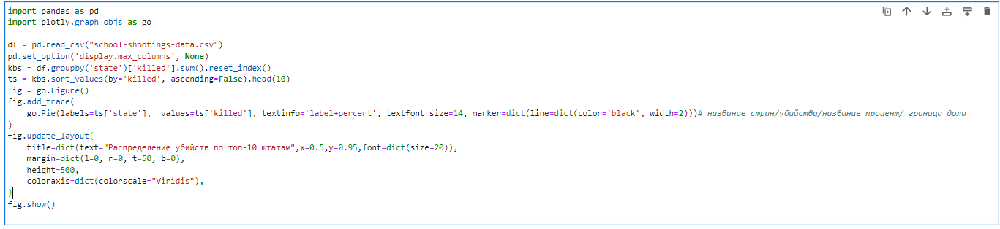 import pandas as pd
import plotly.graph_objs as go
df = pd.read_csv("school-shootings-data.csv")
pd.set_option('display.max_columns', None)
kbs = df.groupby('state')['killed'].sum().reset_index()
ts = kbs.sort_values(by='killed', ascending=False).head(10)
fig = go.Figure()
fig.add_trace(
    go.Pie(labels=ts['state'],  values=ts['killed'], textinfo='label+percent', textfont_size=14, marker=dict(line=dict(color='black', width=2)))# название стран/убийства/название процент/ граница доли
)
fig.update_layout(
    title=dict(text="Распределение убийств по топ-10 штатам",x=0.5,y=0.95,font=dict(size=20)),
    margin=dict(l=0, r=0, t=50, b=0),
    height=500,
    coloraxis=dict(colorscale="Viridis"),
)
fig.show()